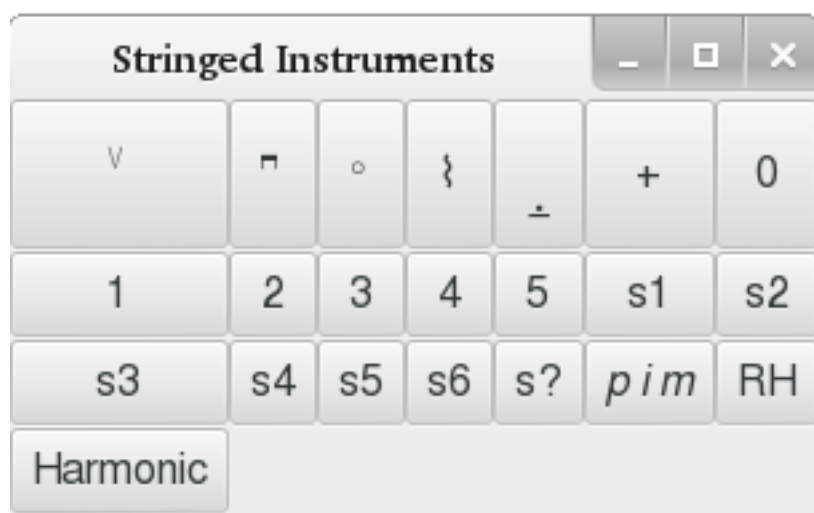 Stringed Instruments
V + 0
1 2 3 4 5 s1 s2
s3 s4 s5 s6 s? p i m RH
Harmonic